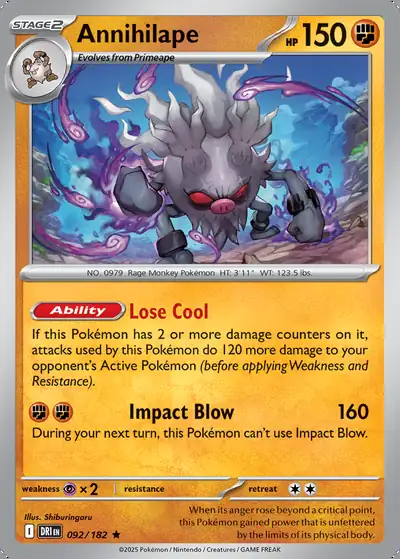 STAGE2
Annihilape
HP 150
Evolves from Primeape
NO. 0979 Rage Monkey Pokémon HT: 3'11" WT: 123.5 lbs.
Ability Lose Cool
If this Pokémon has 2 or more damage counters on it,
attacks used by this Pokémon do 120 more damage to your
opponent's Active Pokémon (before applying Weakness and
Resistance).
Impact Blow 160
During your next turn, this Pokémon can't use Impact Blow.
weakness ×2 resistance retreat
Illus. Shiburingaru
I DRI EN 092/182 ★
When its anger rose beyond a critical point,
this Pokémon gained power that is unfettered
by the limits of its physical body.
©2025 Pokémon / Nintendo / Creatures / GAME FREAK